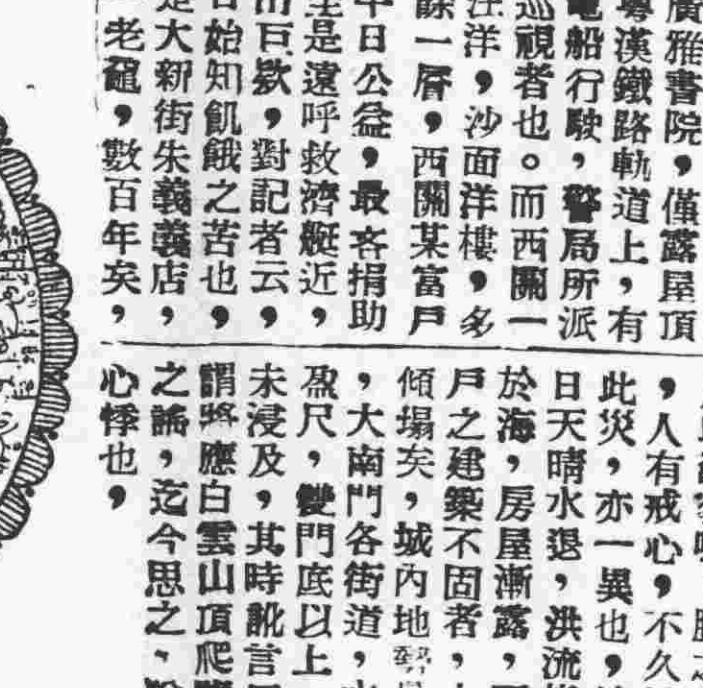 廣雅書院，僅露屋頂
粵漢鐵路軌道上，有
電船行駛，警局所派
巡視者也。而西關一
汪洋，沙面洋樓，多
餘一層，西關某富戶
日公益，最吝捐助
是遠呼救濟艇近，
巨欵，對記者云，
始知飢餓之苦也，
是大新街朱義義店，
老龜，數百年矣，
，人有戒心，不久
此災，亦一異也，
日天晴水退，洪流
於海，房屋漸露，
戶之建築不固者，
傾塌矣，城內地
，大南門各街道，
盈尺，雙門底以上
未浸及，其時訛言
謂將應白雲山頂爬
之謠，迄今思之，
心悸也，